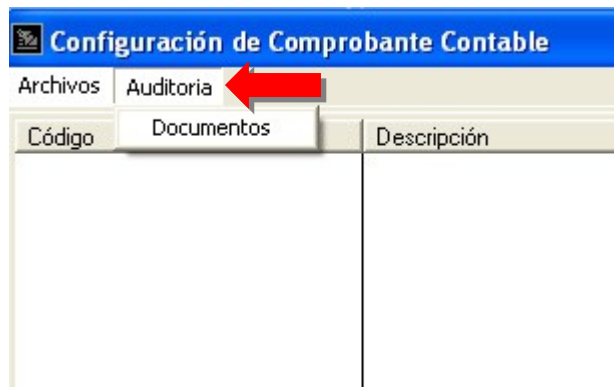 Configuración de Comprobante Contable
Archivos Auditoria
Documentos
Código Descripción